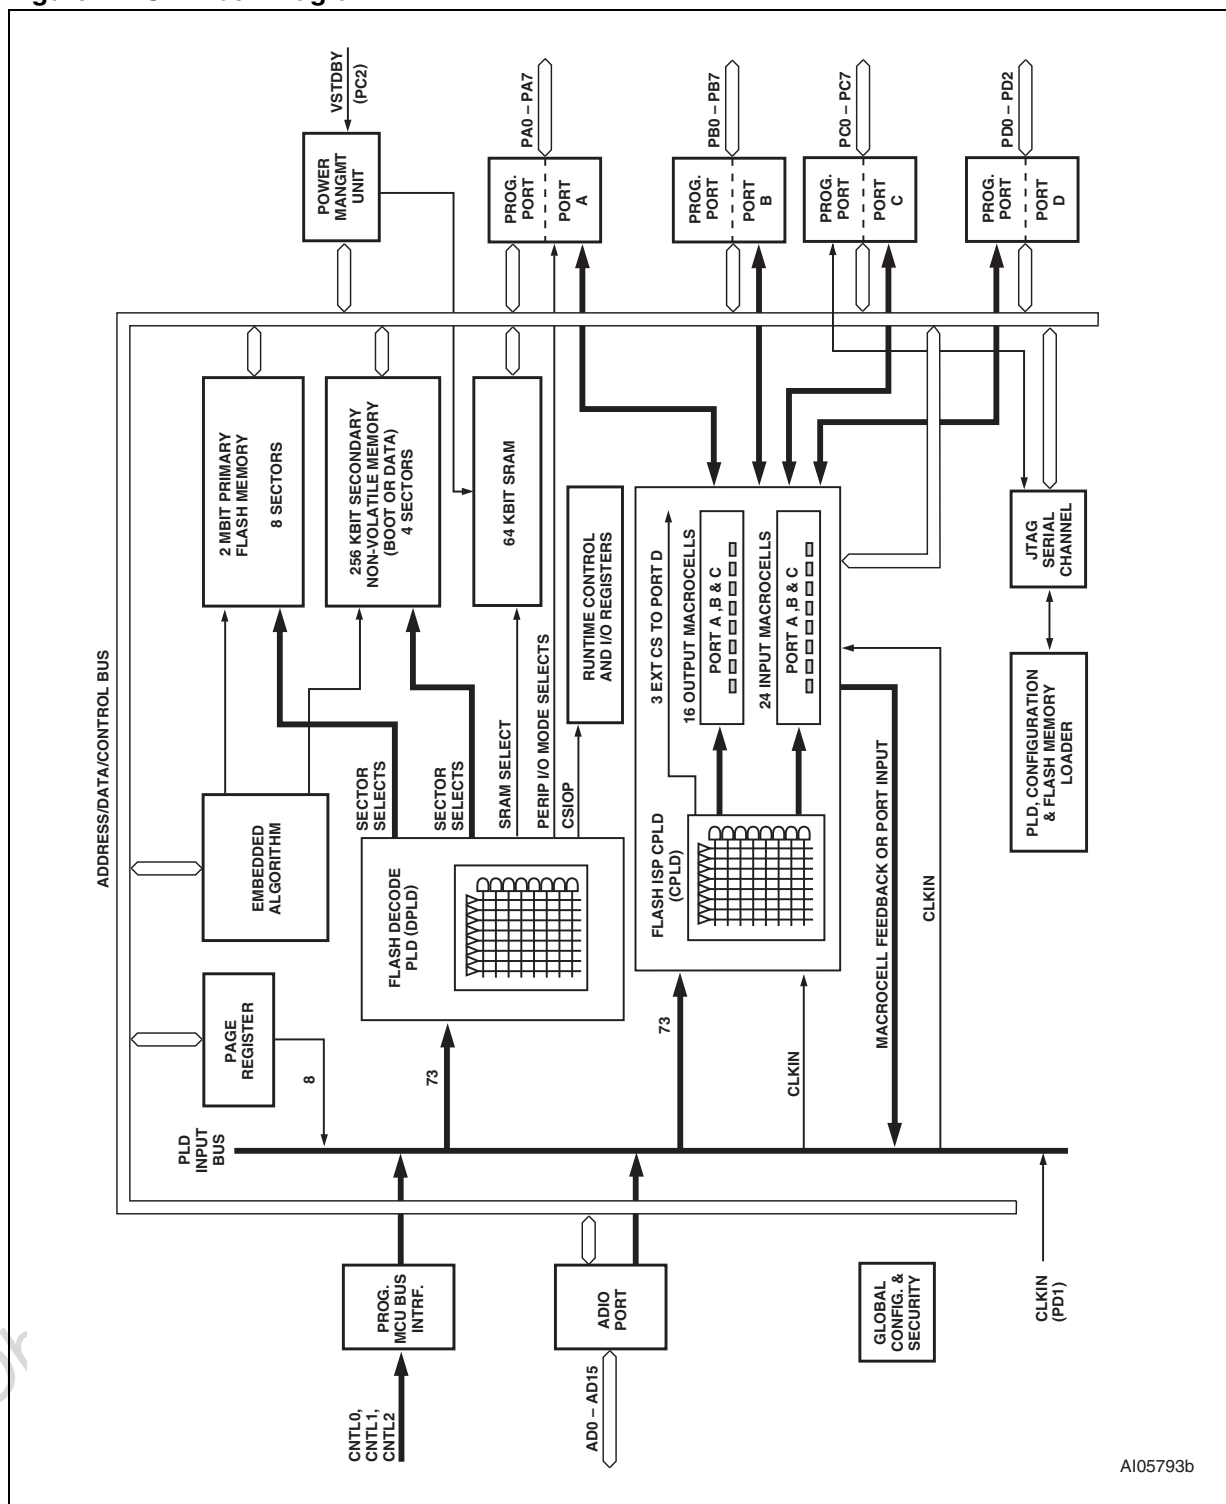 ADDRESS/DATA/CONTROL BUS
CNTL0,
CNTL1,
CNTL2
PROG.
MCU BUS
INTRF.
AD0 – AD15
ADIO
PORT
GLOBAL
CONFIG. &
SECURITY
CLKIN
(PD1)
PLD
INPUT
BUS
PAGE
REGISTER
8
73
73
CLKIN
EMBEDDED
ALGORITHM
FLASH DECODE
PLD (DPLD)
FLASH ISP CPLD
(CPLD)
MACROCELL FEEDBACK OR PORT INPUT
CLKIN
SECTOR
SELECTS
SECTOR
SELECTS
SRAM SELECT
PERIP I/O MODE SELECTS
CSIOP
2 MBIT PRIMARY
FLASH MEMORY
8 SECTORS
256 KBIT SECONDARY
NON-VOLATILE MEMORY
(BOOT OR DATA)
4 SECTORS
64 KBIT SRAM
RUNTIME CONTROL
AND I/O REGISTERS
3 EXT CS TO PORT D
16 OUTPUT MACROCELLS
PORT A ,B & C
24 INPUT MACROCELLS
PORT A ,B & C
PLD, CONFIGURATION
& FLASH MEMORY
LOADER
JTAG
SERIAL
CHANNEL
VSTDBY
(PC2)
POWER
MANGMT
UNIT
PA0 – PA7
PROG.
PORT
PORT
A
PB0 – PB7
PROG.
PORT
PORT
B
PC0 – PC7
PROG.
PORT
PORT
C
PD0 – PD2
PROG.
PORT
PORT
D
AI05793b